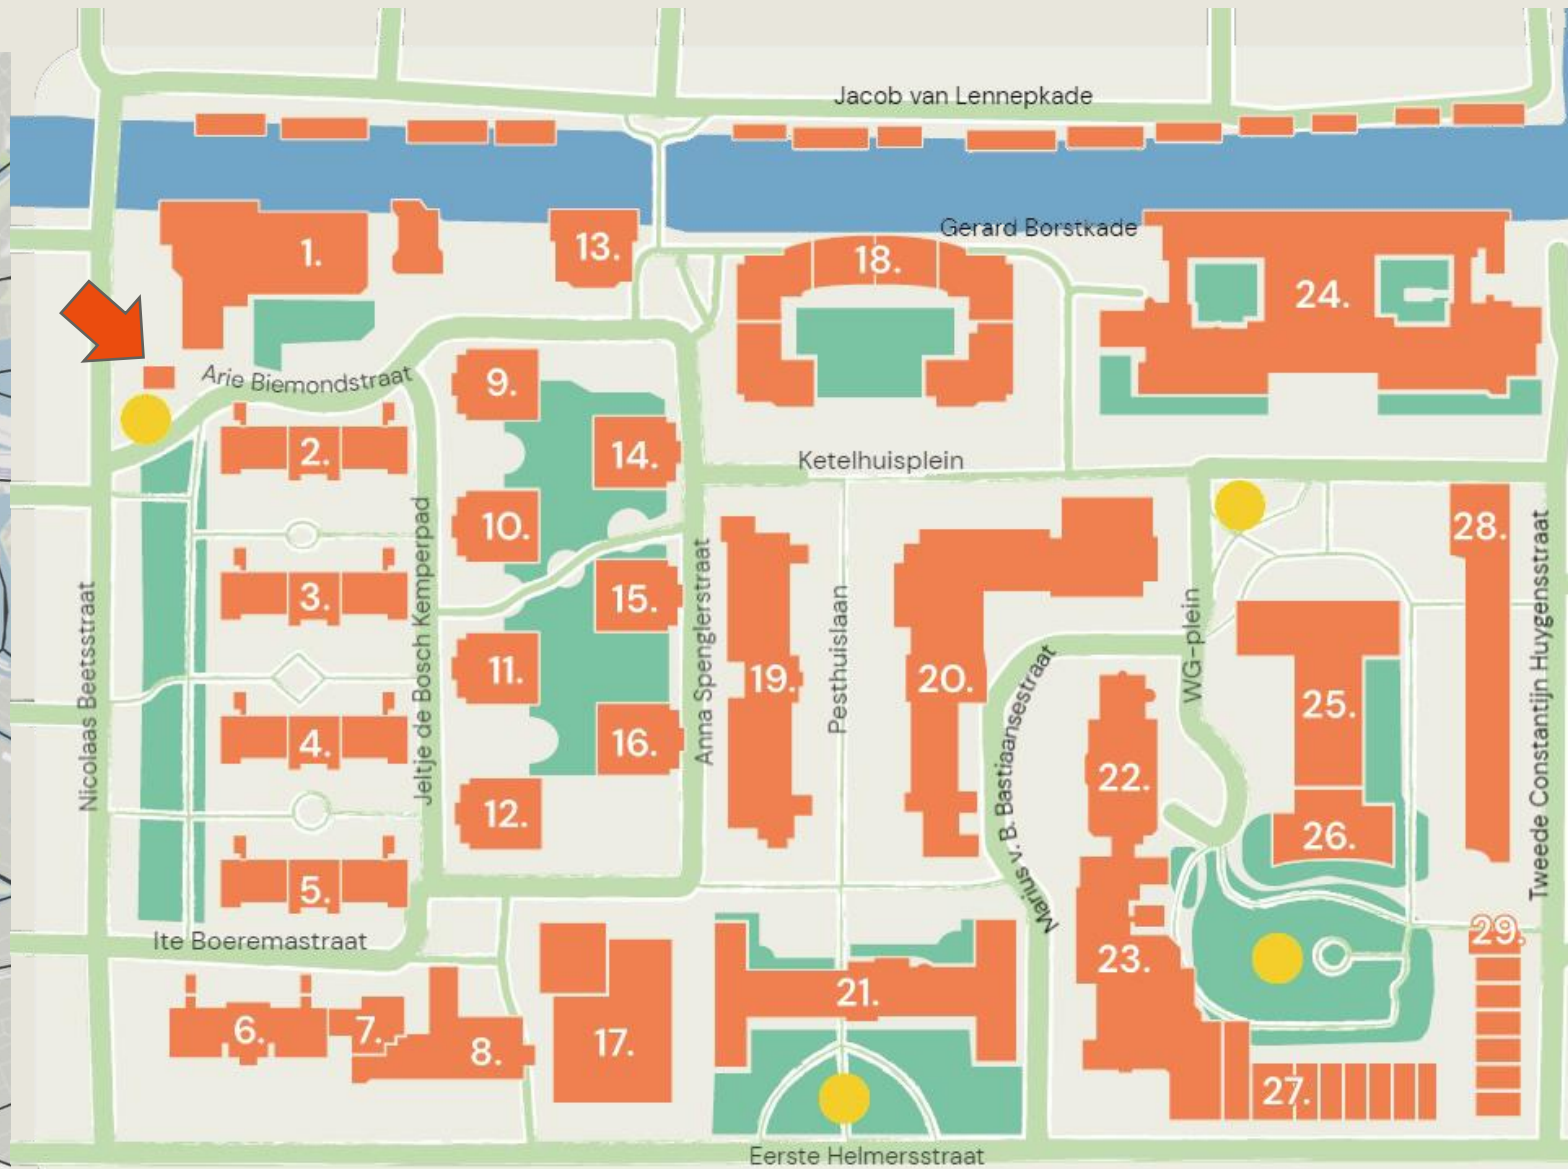 Jacob van Lennepkade
Gerard Borstkade
1.
13.
18.
24.
Arie Biemondstraat
9.
2.
14.
Ketelhuisplein
10.
28.
3.
15.
Nicolaas Beetsstraat
Jeltje de Bosch Kemperpad
Anna Spenglerstraat
Pesthuislaan
Marius v. B. Bastiaansestraat
WG-plein
Tweede Constantijn Huygensstraat
11.
19.
20.
25.
4.
16.
22.
12.
26.
5.
Ite Boeremastraat
29.
23.
21.
6.
7.
8.
17.
27.
Eerste Helmersstraat